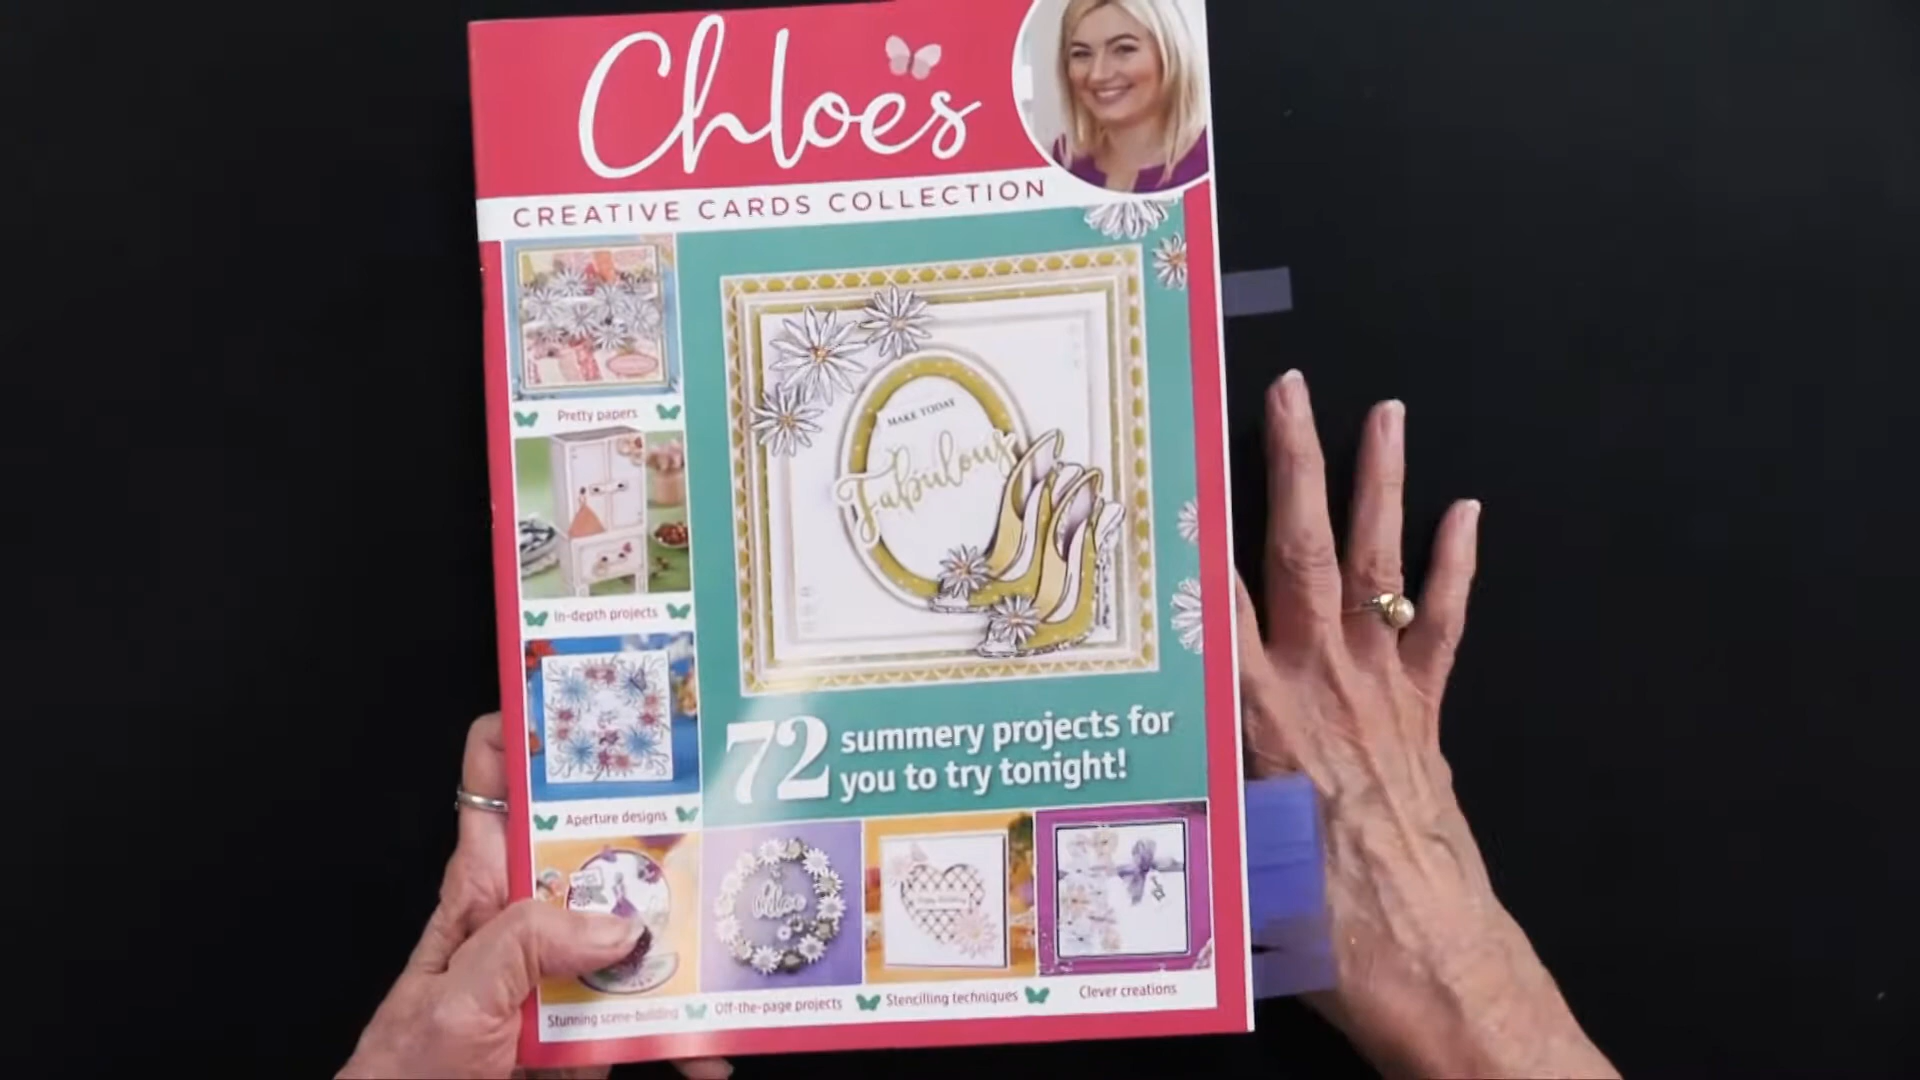 Chloes
CREATIVE CARDS COLLECTION
Pretty papers
In-depth projects
Aperture designs
MAKE TODAY
Fabulous
72 summery projects for
you to try tonight!
Stunning scene-building
Off-the-page projects
Stencilling techniques
Clever creations